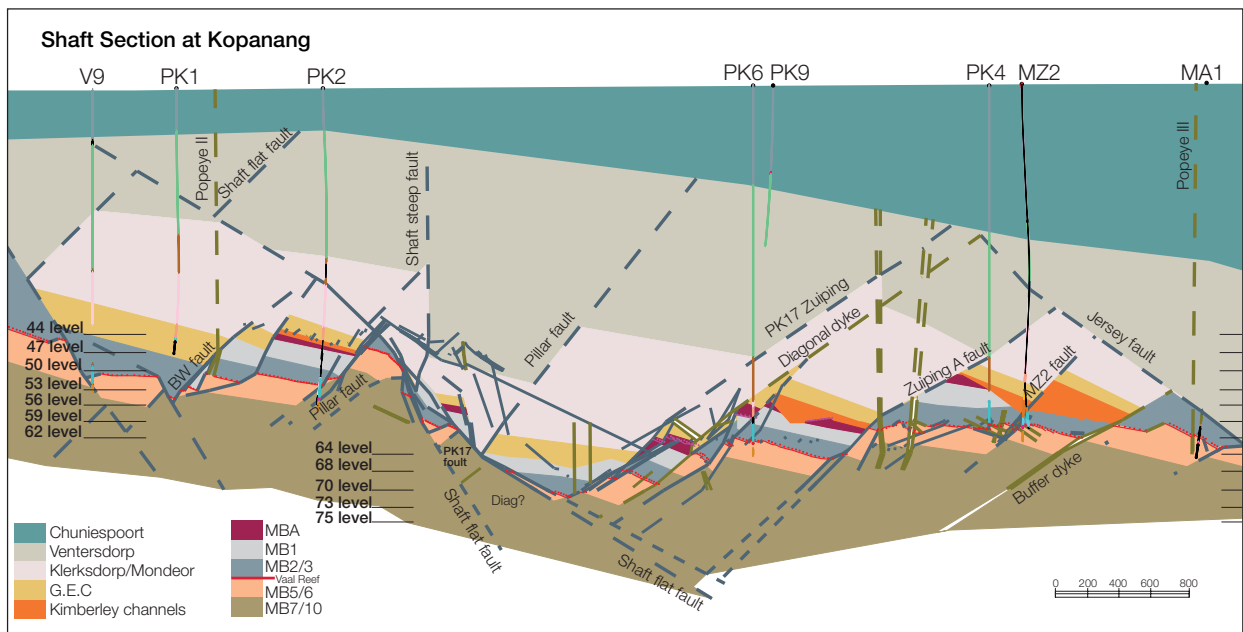 Shaft Section at Kopanang
V9
PK1
PK2
PK6
PK9
PK4
MZ2
MA1
Popeye II
Shaft flat fault
Shaft steep fault
Pillar fault
PK17 Zuiping
Diagonal dyke
Popeye III
Jersey fault
Zuiping A fault
MZ2 fault
BW fault
Pillar fault
44 level
47 level
50 level
53 level
56 level
59 level
62 level
64 level
68 level
70 level
73 level
75 level
PK17
foult
Diag?
Shaft flat fault
Shaft flat fault
Buffer dyke
Chuniespoort
Ventersdorp
Klerksdorp/Mondeor
G.E.C
Kimberley channels
MBA
MB1
MB2/3
Vaal Reef
MB5/6
MB7/10
0 200 400 600 800